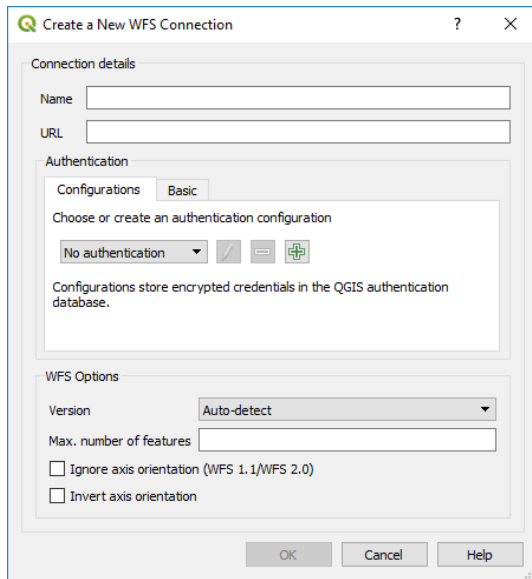 Create a New WFS Connection
?
Connection details
Name
URL
Authentication
Configurations Basic
Choose or create an authentication configuration
No authentication
Configurations store encrypted credentials in the QGIS authentication
database.
WFS Options
Version Auto-detect
Max. number of features
Ignore axis orientation (WFS 1.1/WFS 2.0)
Invert axis orientation
OK Cancel Help